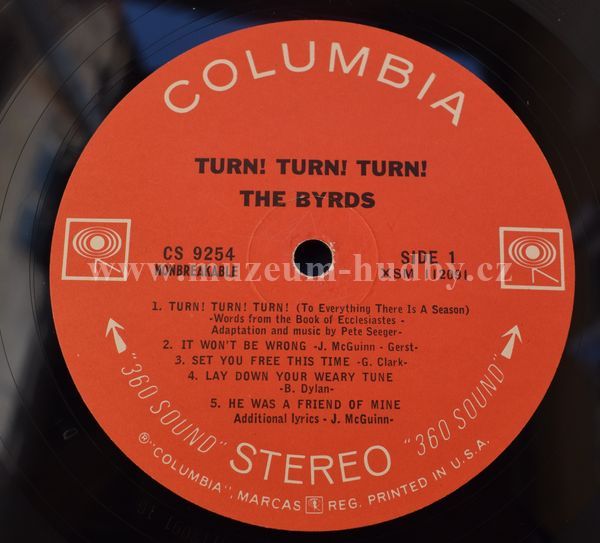 COLUMBIA
TURN! TURN! TURN!
THE BYRDS
CS 9254
NONBREAKABLE
SIDE 1
XSM 112091
www.muzeum-hudby.cz
1. TURN! TURN! TURN! (To Everything There Is A Season)
-Words from the Book of Ecclesiastes -
Adaptation and music by Pete Seeger-
2. IT WON'T BE WRONG -J. McGuinn - Gerst-
3. SET YOU FREE THIS TIME -G. Clark-
4. LAY DOWN YOUR WEARY TUNE
-B. Dylan-
5. HE WAS A FRIEND OF MINE
Additional lyrics - J. McGuinn-
"360 SOUND" STEREO "360 SOUND"
® "COLUMBIA", MARCAS REG. PRINTED IN U.S.A.